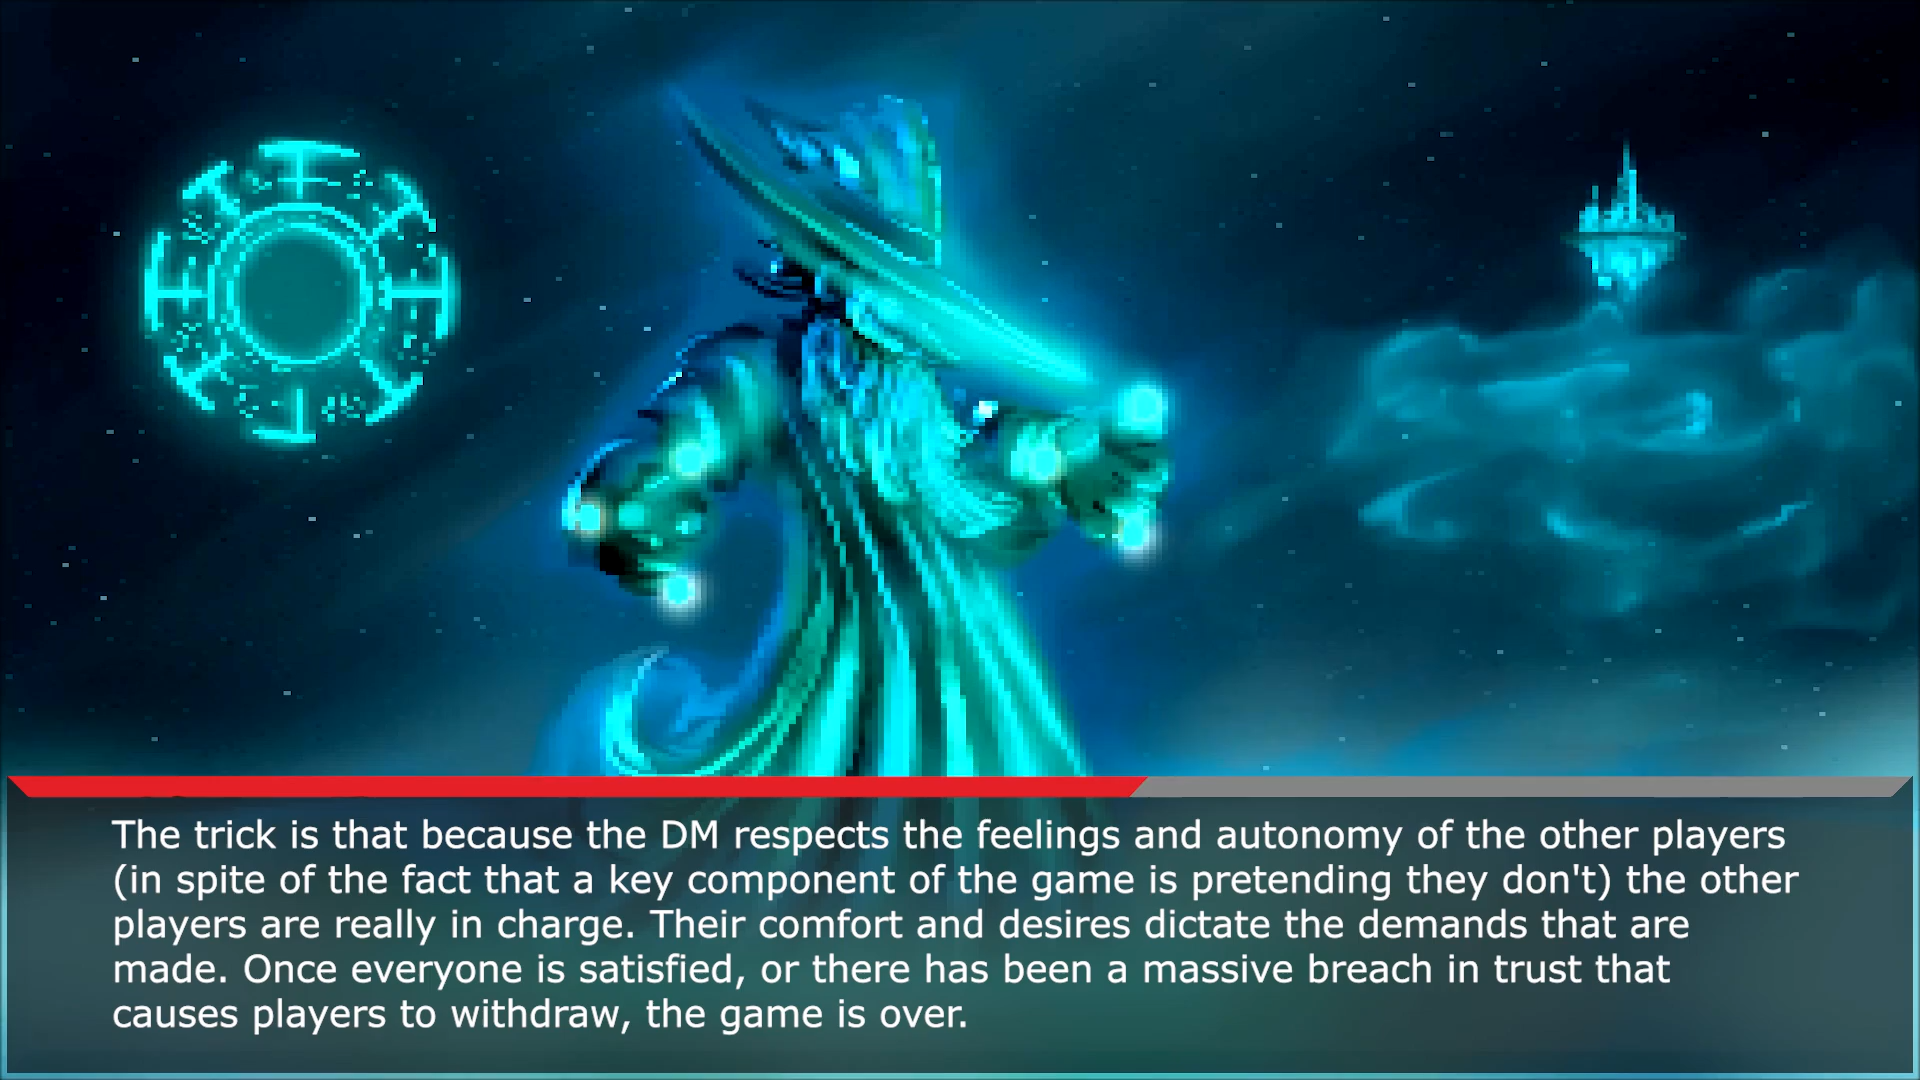 The trick is that because the DM respects the feelings and autonomy of the other players
(in spite of the fact that a key component of the game is pretending they don't) the other
players are really in charge. Their comfort and desires dictate the demands that are
made. Once everyone is satisfied, or there has been a massive breach in trust that
causes players to withdraw, the game is over.